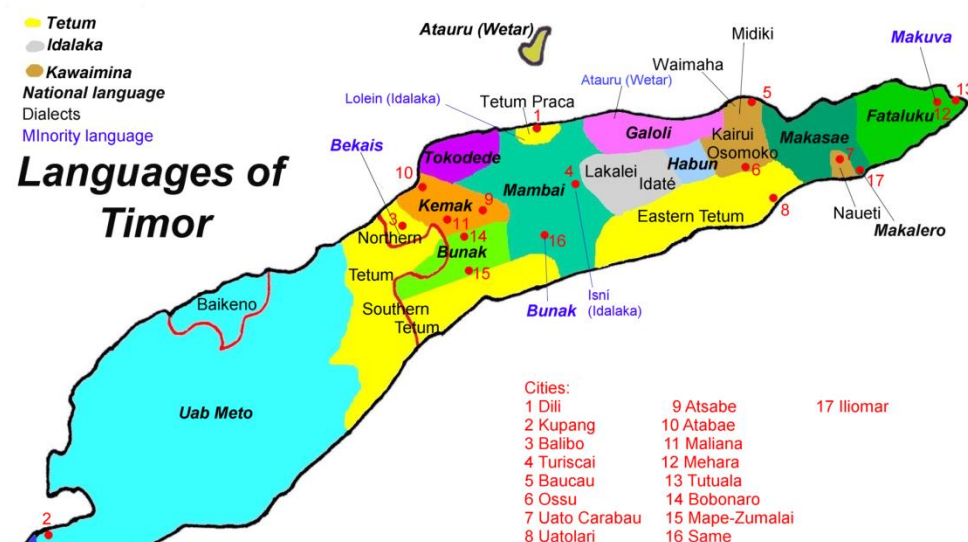 Tetum
Idalaka
Kawaimina
National language
Dialects
MInority language
Languages of
Timor
Atauru (Wetar)
Midiki
Makuva
Waimaha
Lolein (Idalaka)
Atauru (Wetar)
Tetum Praca
5
13
12
1
Fataluku
Galoli
Kairui
Makasae
Bekais
Tokodede
Habun
Osomoko
7
Lakalei
6
17
10
Mambai
4
Idaté
Kemak
9
8
Naueti
3
11
Eastern Tetum
Makalero
Northern
14
16
Bunak
Tetum
15
Isni
(Idalaka)
Baikeno
Southern
Bunak
Tetum
Uab Meto
2
Cities:
1 Dili
2 Kupang
3 Balibo
4 Turiscai
5 Baucau
6 Ossu
7 Uato Carabau
8 Uatolari
9 Atsabe
10 Atabae
11 Maliana
12 Mehara
13 Tutuala
14 Bobonaro
15 Mape-Zumalai
16 Same
17 Iliomar